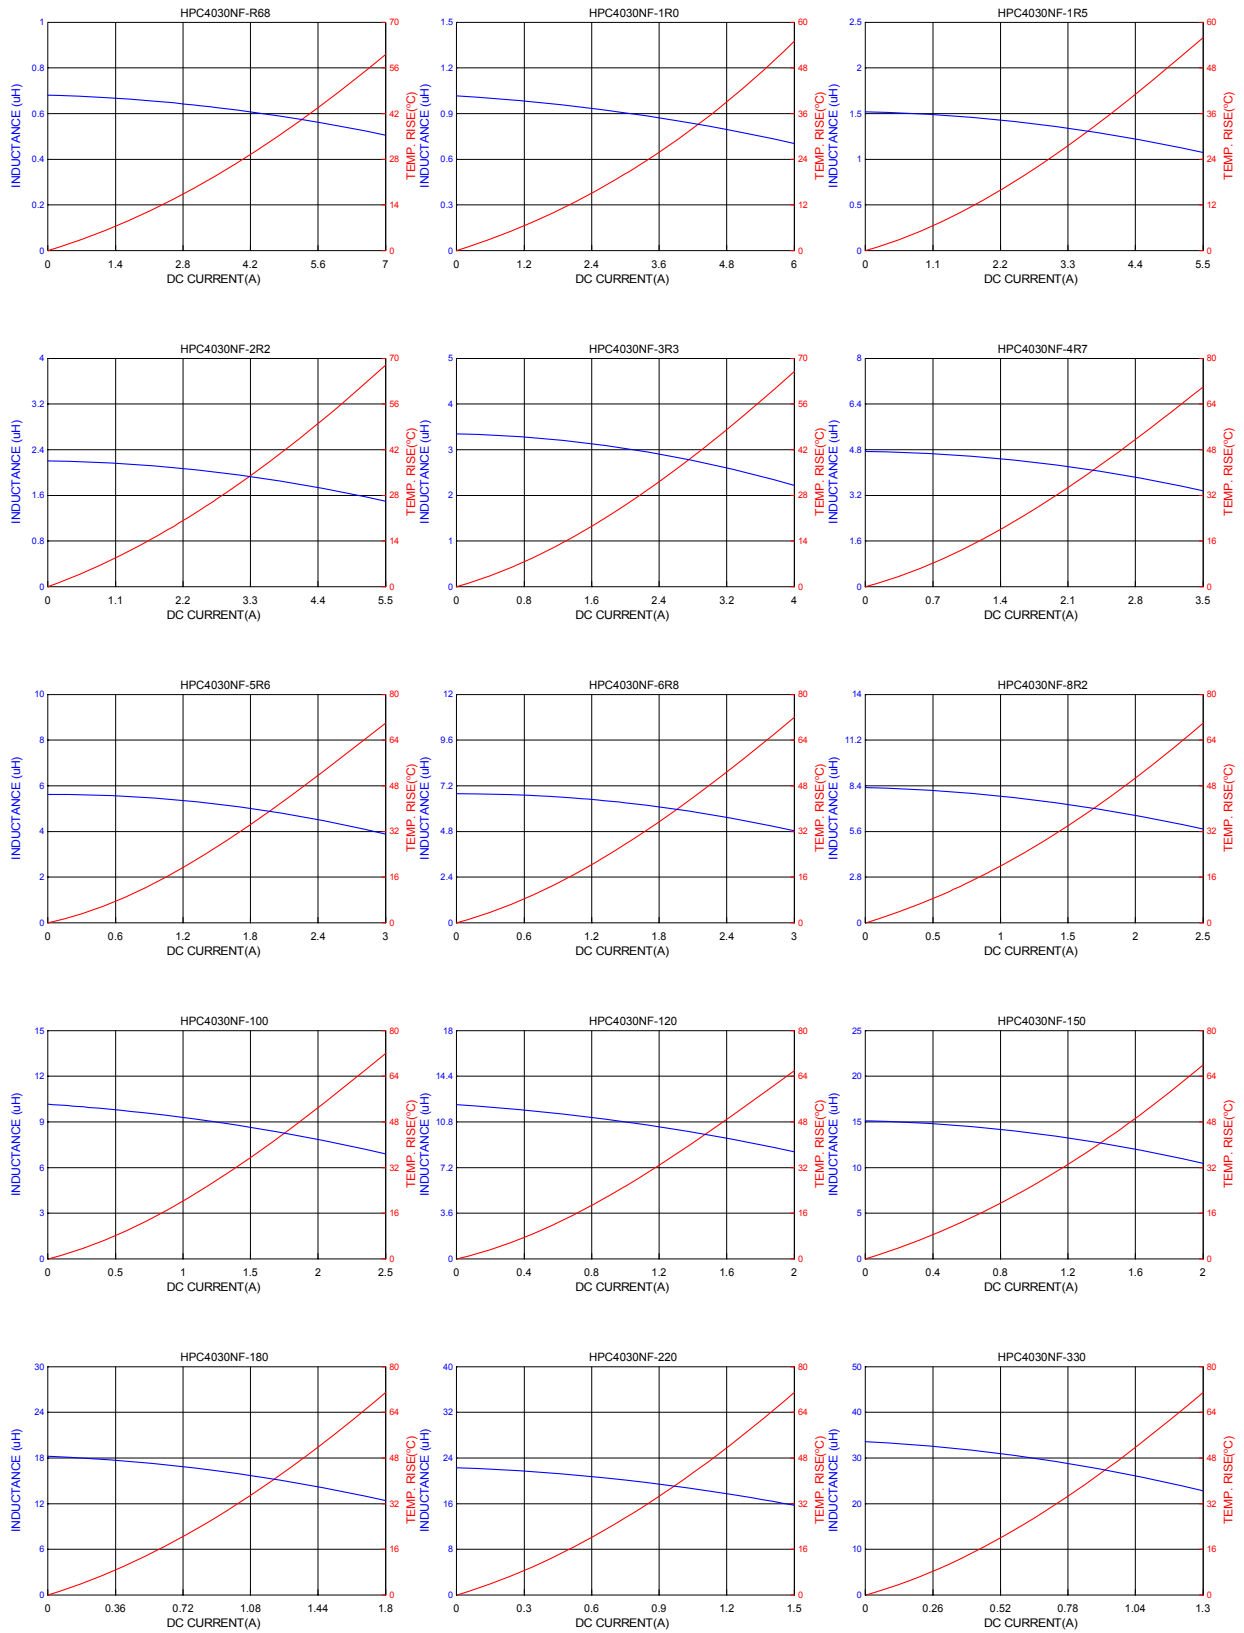 HPC4030NF-R68
1
0.8
0.6
0.4
0.2
0
70
56
42
28
14
0
INDUCTANCE (uH)
TEMP. RISE(ºC)
0 1.4 2.8 4.2 5.6 7
DC CURRENT(A)
HPC4030NF-1R0
1.5
1.2
0.9
0.6
0.3
0
60
48
36
24
12
0
INDUCTANCE (uH)
TEMP. RISE(ºC)
0 1.2 2.4 3.6 4.8 6
DC CURRENT(A)
HPC4030NF-1R5
2.5
2
1.5
1
0.5
0
60
48
36
24
12
0
INDUCTANCE (uH)
TEMP. RISE(ºC)
0 1.1 2.2 3.3 4.4 5.5
DC CURRENT(A)
HPC4030NF-2R2
4
3.2
2.4
1.6
0.8
0
70
56
42
28
14
0
INDUCTANCE (uH)
TEMP. RISE(ºC)
0 1.1 2.2 3.3 4.4 5.5
DC CURRENT(A)
HPC4030NF-3R3
5
4
3
2
1
0
70
56
42
28
14
0
INDUCTANCE (uH)
TEMP. RISE(ºC)
0 0.8 1.6 2.4 3.2 4
DC CURRENT(A)
HPC4030NF-4R7
8
6.4
4.8
3.2
1.6
0
80
64
48
32
16
0
INDUCTANCE (uH)
TEMP. RISE(ºC)
0 0.7 1.4 2.1 2.8 3.5
DC CURRENT(A)
HPC4030NF-5R6
10
8
6
4
2
0
80
64
48
32
16
0
INDUCTANCE (uH)
TEMP. RISE(ºC)
0 0.6 1.2 1.8 2.4 3
DC CURRENT(A)
HPC4030NF-6R8
12
9.6
7.2
4.8
2.4
0
80
64
48
32
16
0
INDUCTANCE (uH)
TEMP. RISE(ºC)
0 0.6 1.2 1.8 2.4 3
DC CURRENT(A)
HPC4030NF-8R2
14
11.2
8.4
5.6
2.8
0
80
64
48
32
16
0
INDUCTANCE (uH)
TEMP. RISE(ºC)
0 0.5 1 1.5 2 2.5
DC CURRENT(A)
HPC4030NF-100
15
12
9
6
3
0
80
64
48
32
16
0
INDUCTANCE (uH)
TEMP. RISE(ºC)
0 0.5 1 1.5 2 2.5
DC CURRENT(A)
HPC4030NF-120
18
14.4
10.8
7.2
3.6
0
80
64
48
32
16
0
INDUCTANCE (uH)
TEMP. RISE(ºC)
0 0.4 0.8 1.2 1.6 2
DC CURRENT(A)
HPC4030NF-150
25
20
15
10
5
0
80
64
48
32
16
0
INDUCTANCE (uH)
TEMP. RISE(ºC)
0 0.4 0.8 1.2 1.6 2
DC CURRENT(A)
HPC4030NF-180
30
24
18
12
6
0
80
64
48
32
16
0
INDUCTANCE (uH)
TEMP. RISE(ºC)
0 0.36 0.72 1.08 1.44 1.8
DC CURRENT(A)
HPC4030NF-220
40
32
24
16
8
0
80
64
48
32
16
0
INDUCTANCE (uH)
TEMP. RISE(ºC)
0 0.3 0.6 0.9 1.2 1.5
DC CURRENT(A)
HPC4030NF-330
50
40
30
20
10
0
80
64
48
32
16
0
INDUCTANCE (uH)
TEMP. RISE(ºC)
0 0.26 0.52 0.78 1.04 1.3
DC CURRENT(A)